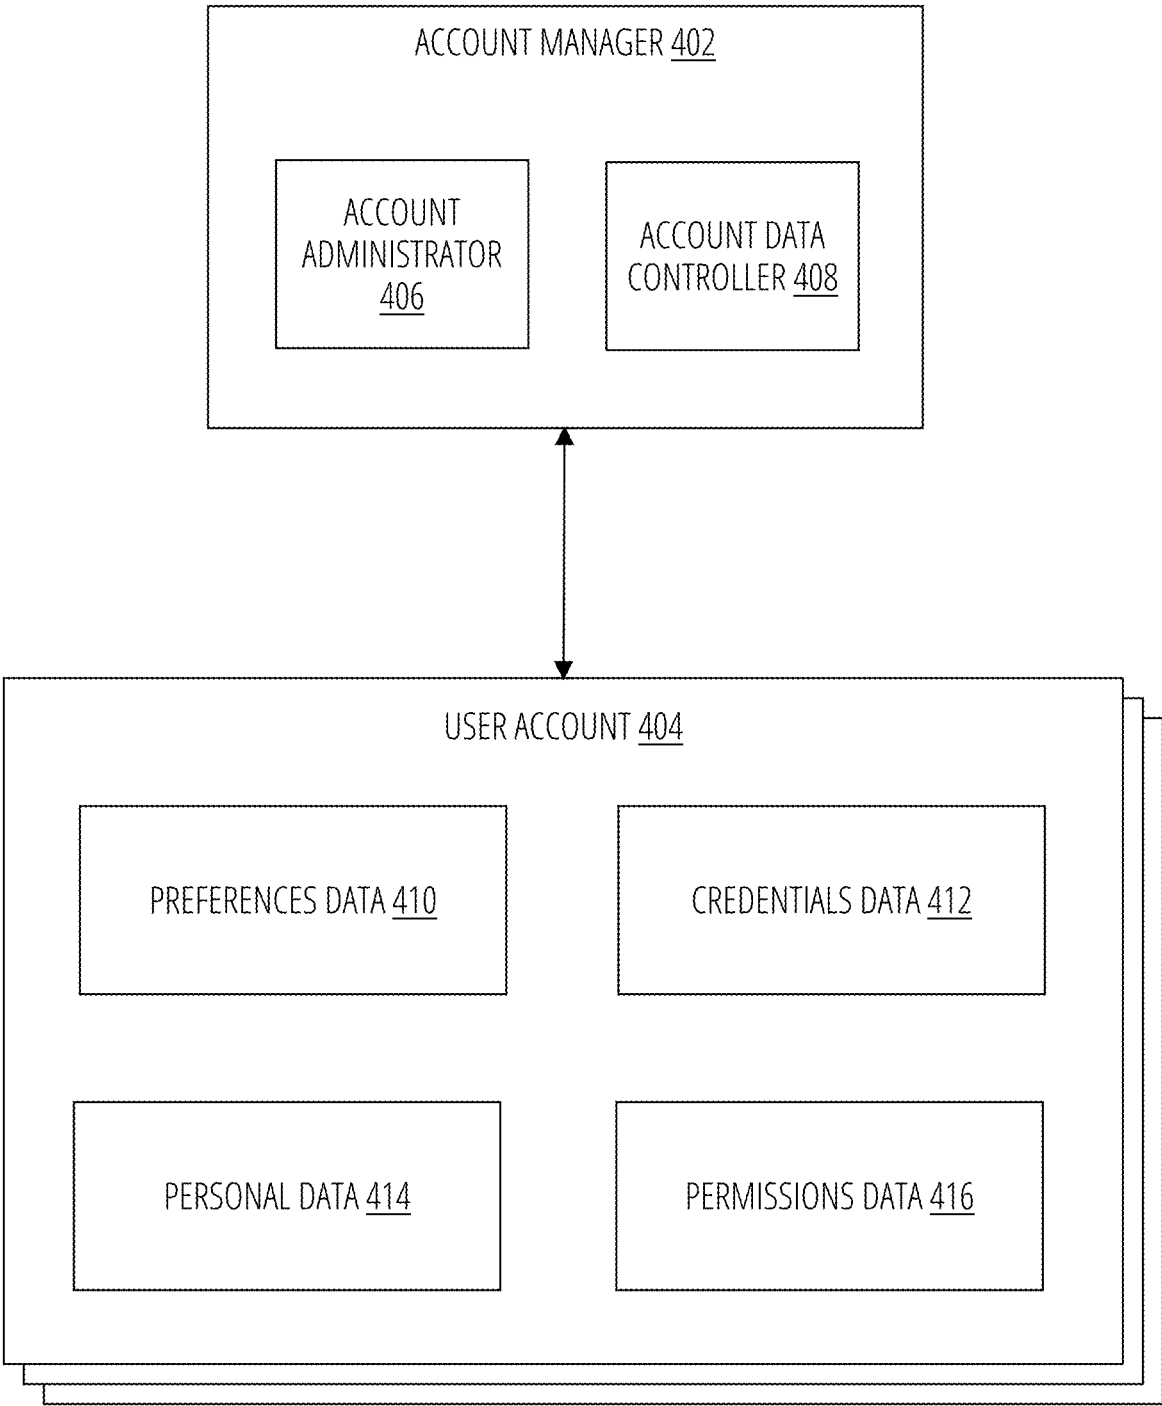 ACCOUNT MANAGER 402
ACCOUNT
ADMINISTRATOR
406
ACCOUNT DATA
CONTROLLER 408
USER ACCOUNT 404
PREFERENCES DATA 410
CREDENTIALS DATA 412
PERSONAL DATA 414
PERMISSIONS DATA 416